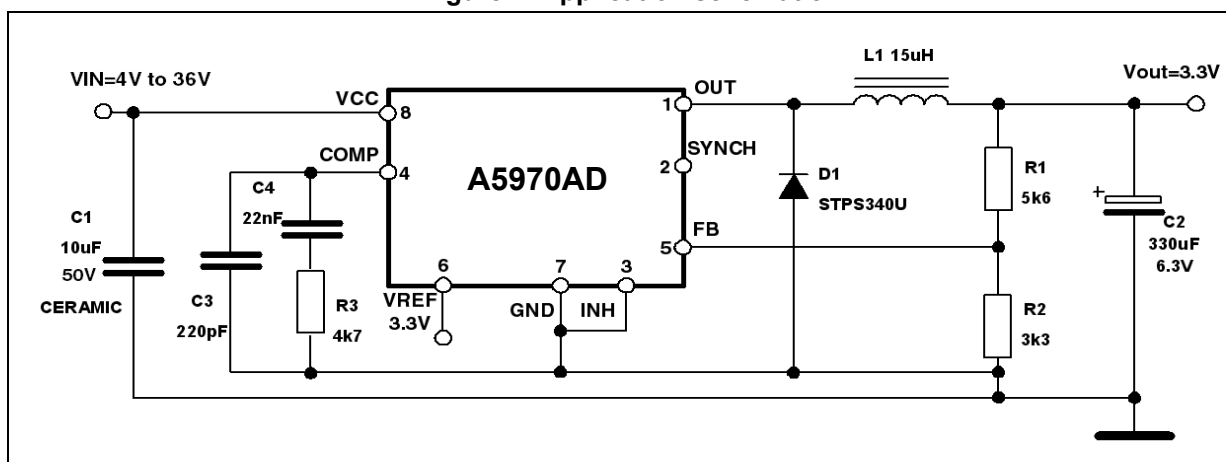 L1 15uH
VIN=4V to 36V
Vout=3.3V
VCC
8
OUT
1
COMP
4
SYNCH
2
A5970AD
C4
22nF
D1
STPS340U
R1
5k6
C1
10uF
50V
CERAMIC
FB
5
+
C2
330uF
6.3V
6
7
3
C3
220pF
R3
4k7
VREF
3.3V
GND
INH
R2
3k3